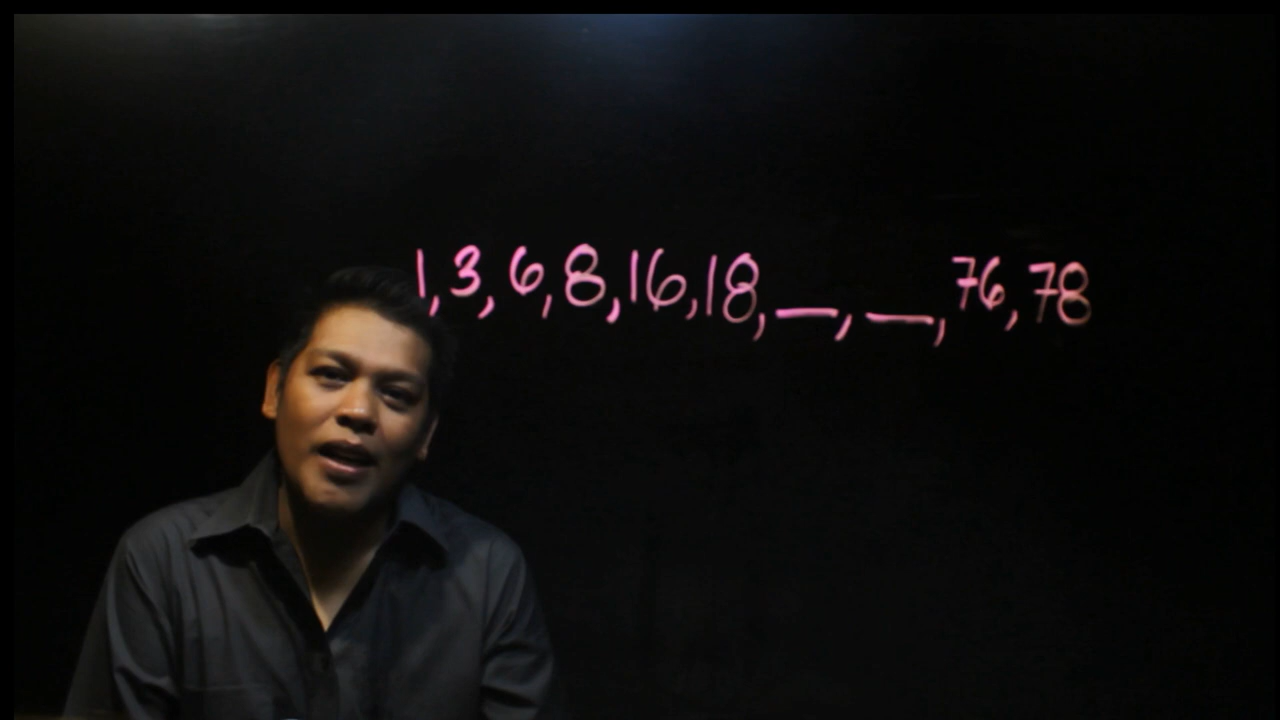 1, 3, 6, 8, 16, 18, __, __, 76, 78